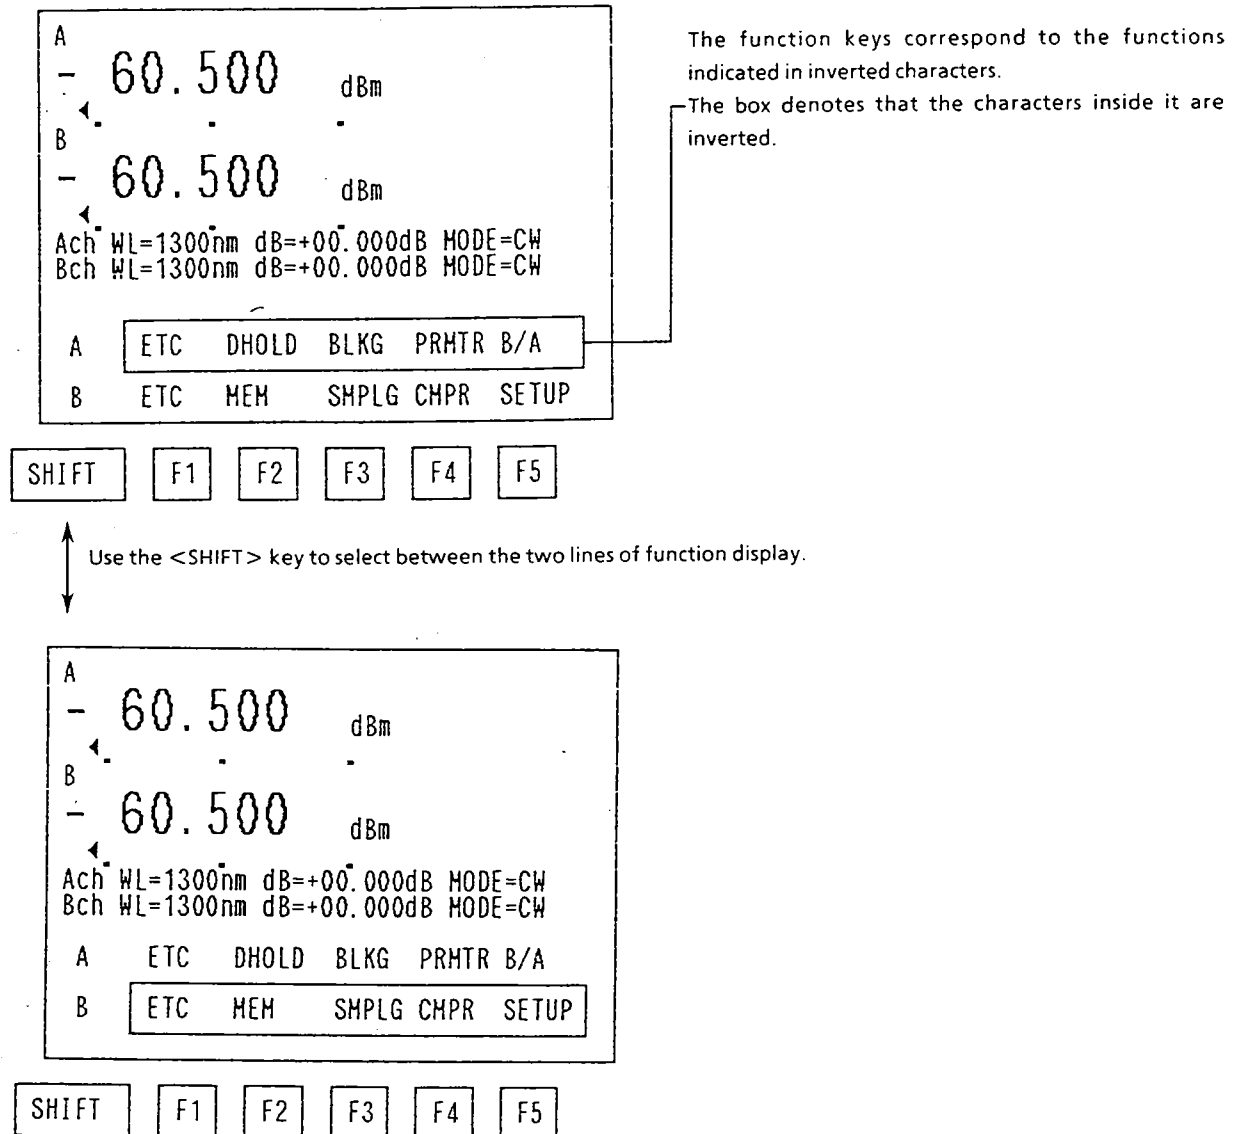 A
- 60.500 dBm
B
- 60.500 dBm
Ach WL=1300nm dB=+00.000dB MODE=CW
Bch WL=1300nm dB=+00.000dB MODE=CW
A ETC DHOLD BLKG PRMTR B/A
B ETC MEM SMPLG CMPR SETUP
SHIFT F1 F2 F3 F4 F5
The function keys correspond to the functions
indicated in inverted characters.
The box denotes that the characters inside it are
inverted.
Use the <SHIFT> key to select between the two lines of function display.
A
- 60.500 dBm
B
- 60.500 dBm
Ach WL=1300nm dB=+00.000dB MODE=CW
Bch WL=1300nm dB=+00.000dB MODE=CW
A ETC DHOLD BLKG PRMTR B/A
B ETC MEM SMPLG CMPR SETUP
SHIFT F1 F2 F3 F4 F5